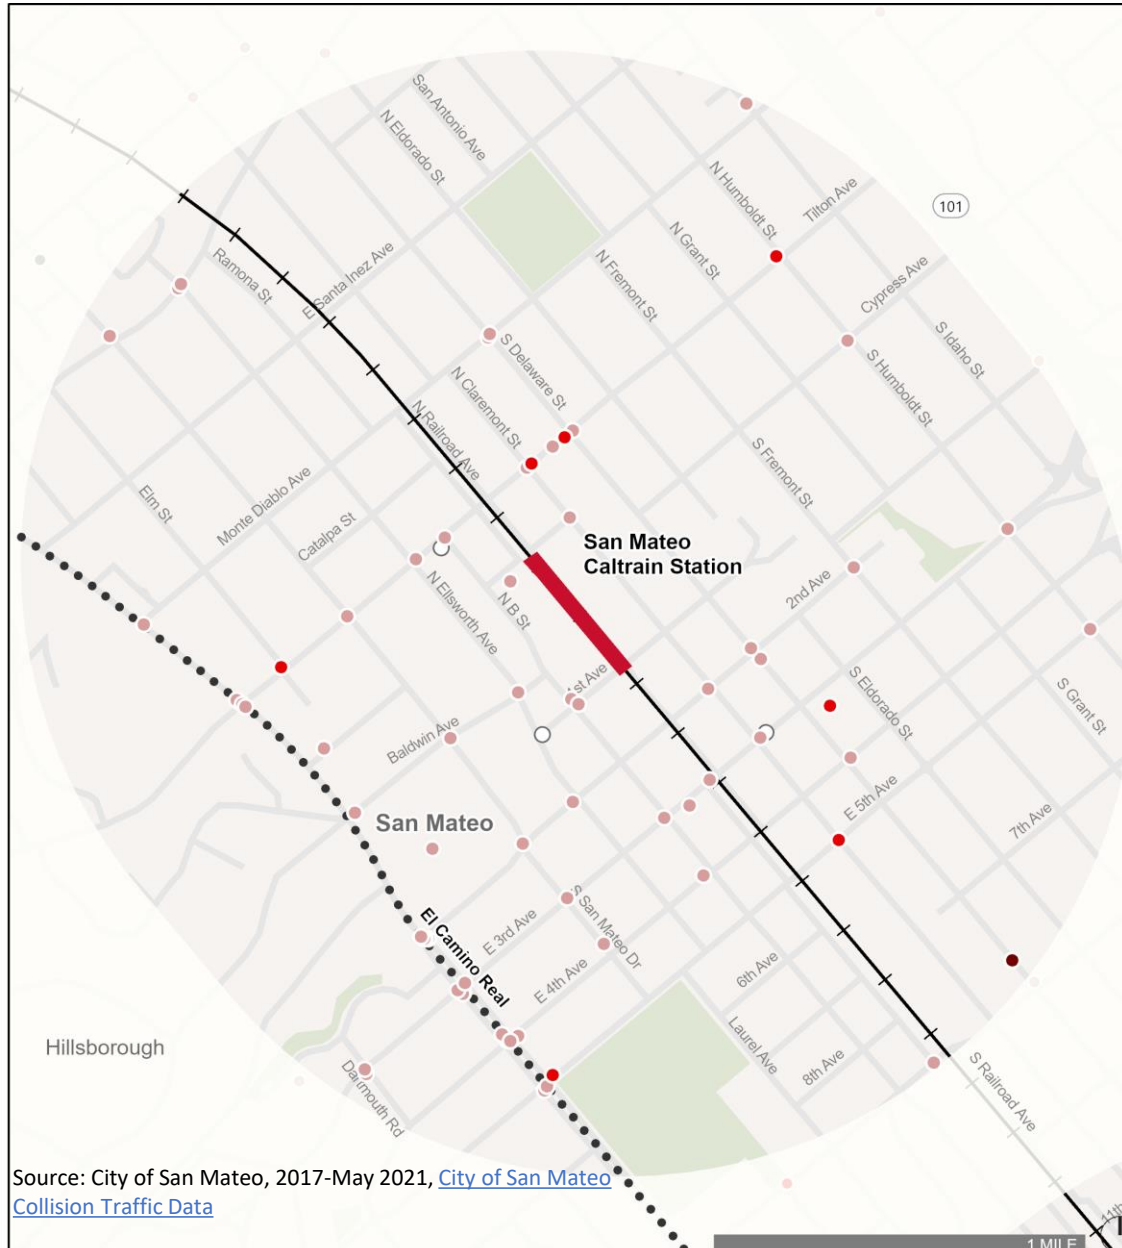 San Antonio Ave
N Eldorado St
N Humboldt St
Tilton Ave
101
N Grant St
Ramona St
E Santa Inez Ave
N Fremont St
Cypress Ave
S Idaho St
S Delaware St
N Claremont St
S Humboldt St
N Railroad Ave
S Fremont St
Monte Diablo Ave
Elm St
Catalpa St
San Mateo
Caltrain Station
2nd Ave
N Ellsworth Ave
N B St
1st Ave
S Eldorado St
S Grant St
Baldwin Ave
E 5th Ave
7th Ave
San Mateo
El Camino Real
E 3rd Ave
S San Mateo Dr
E 4th Ave
6th Ave
Laurel Ave
8th Ave
Hillsborough
Dartmouth Rd
S Railroad Ave
Source: City of San Mateo, 2017-May 2021, City of San Mateo
Collision Traffic Data
11th
1 MILE